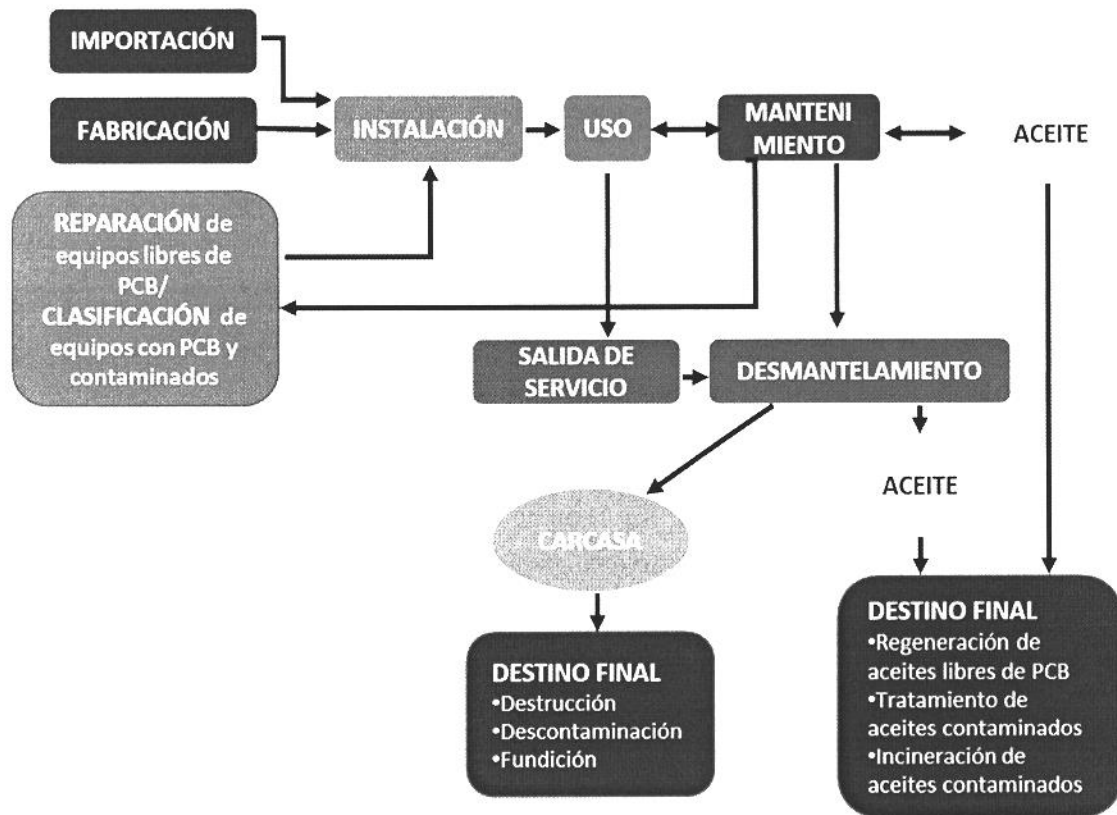 IMPORTACIÓN
FABRICACIÓN
INSTALACIÓN
USO
MANTENI
MIENTO
ACEITE
REPARACIÓN de
equipos libres de
PCB/
CLASIFICACIÓN de
equipos con PCB y
contaminados
SALIDA DE
SERVICIO
DESMANTELAMIENTO
ACEITE
CARCASA
DESTINO FINAL
•Destrucción
•Descontaminación
•Fundición
DESTINO FINAL
•Regeneración de
aceites libres de PCB
•Tratamiento de
aceites contaminados
•Incineración de
aceites contaminados